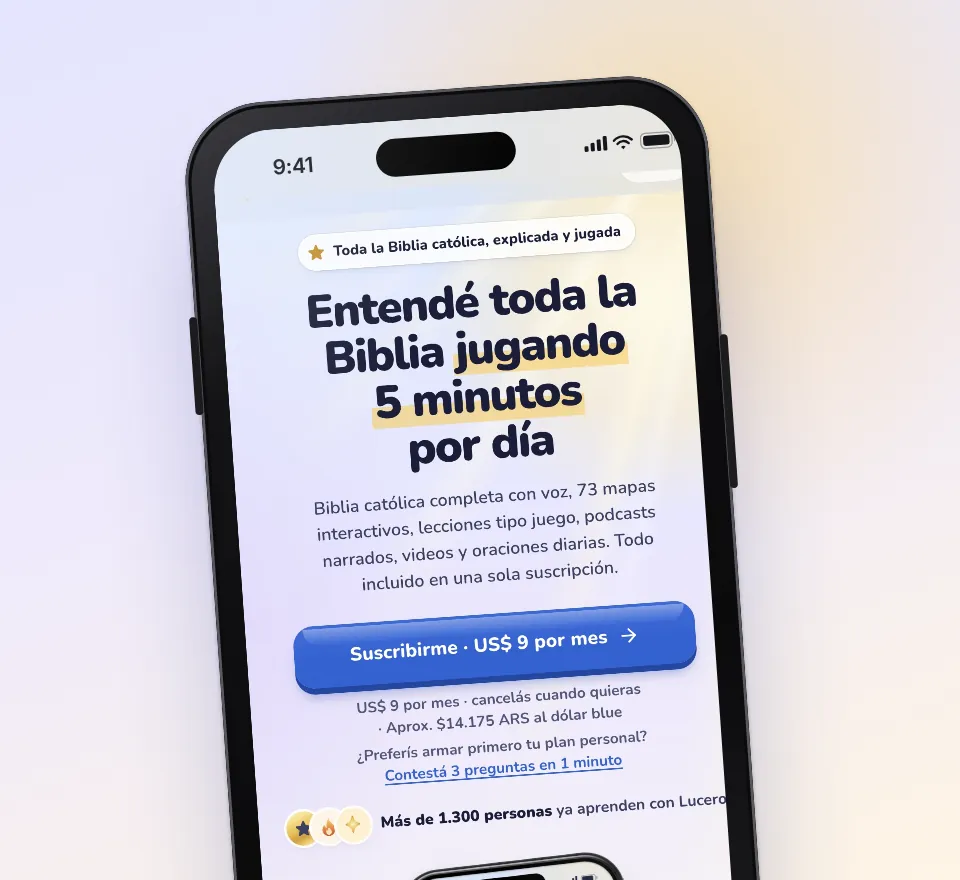 9:41
Toda la Biblia católica, explicada y jugada
Entendé toda la
Biblia jugando
5 minutos
por día
Biblia católica completa con voz, 73 mapas
interactivos, lecciones tipo juego, podcasts
narrados, videos y oraciones diarias. Todo
incluido en una sola suscripción.
Suscribirme · US$ 9 por mes →
US$ 9 por mes · cancelás cuando quieras
· Aprox. $14.175 ARS al dólar blue
¿Preferís armar primero tu plan personal?
Contestá 3 preguntas en 1 minuto
Más de 1.300 personas ya aprenden con Lucero